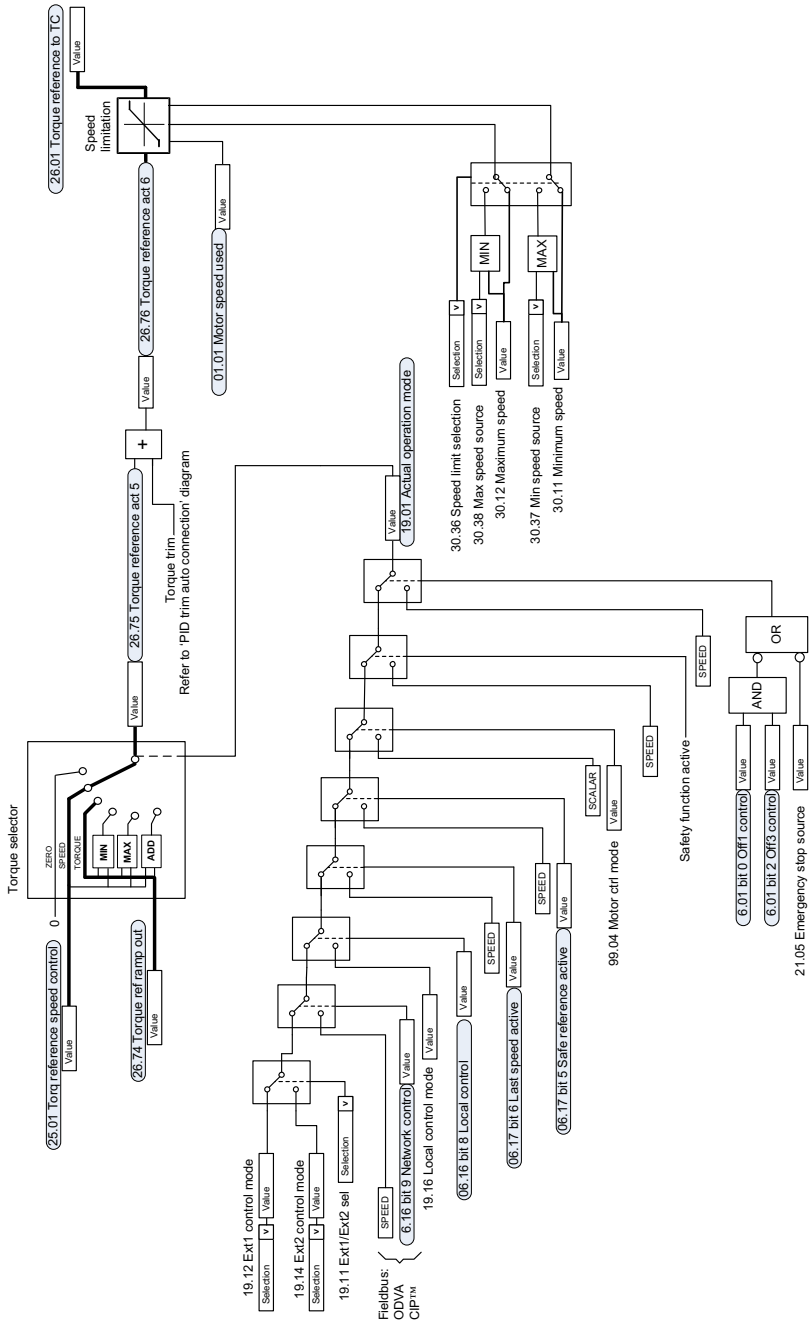 Torque selector
25.01 Torq reference speed control
Value
0
ZERO
SPEED
TORQUE
MIN
MAX
ADD
26.74 Torque ref ramp out
Value
Value
26.75 Torque reference act 5
+
Torque trim
Refer to 'PID trim auto connection' diagram
Value
26.76 Torque reference act 6
01.01 Motor speed used
Value
Speed
limitation
26.01 Torque reference to TC
Value
19.12 Ext1 control mode
Selection
v
Value
19.14 Ext2 control mode
Selection
v
Value
19.11 Ext1/Ext2 sel
Selection
v
Fieldbus:
ODVA
CIP™
SPEED
6.16 bit 9 Network control
Value
19.16 Local control mode
Value
06.16 bit 8 Local control
Value
SPEED
06.17 bit 6 Last speed active
Value
SPEED
06.17 bit 5 Safe reference active
Value
SCALAR
99.04 Motor ctrl mode
Value
SPEED
Safety function active
SPEED
6.01 bit 0 Off1 control
Value
6.01 bit 2 Off3 control
Value
AND
OR
21.05 Emergency stop source
Value
Value
19.01 Actual operation mode
30.36 Speed limit selection
Selection
v
30.38 Max speed source
Selection
v
MIN
30.12 Maximum speed
Value
30.37 Min speed source
Selection
v
MAX
30.11 Minimum speed
Value